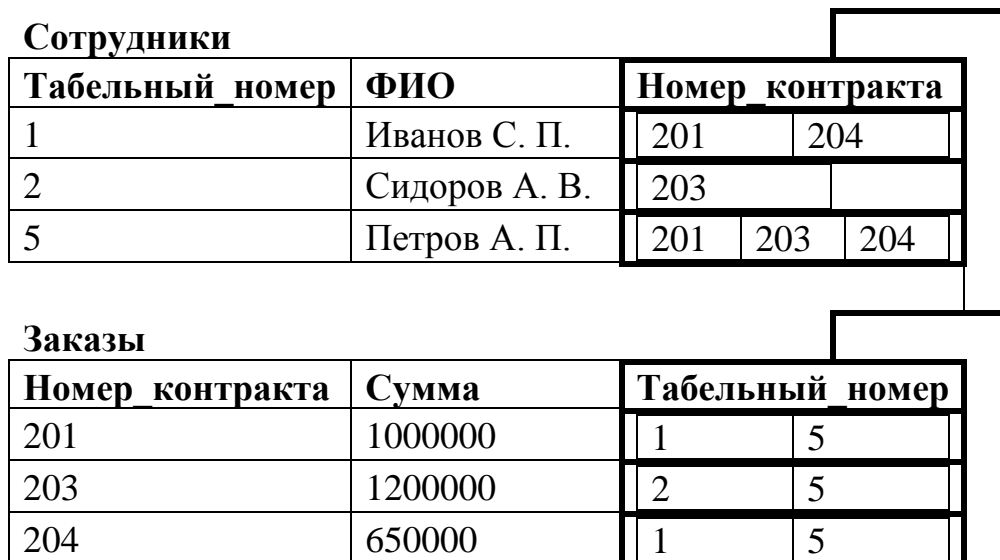 Сотрудники
Табельный_номер ФИО Номер_контракта
1 Иванов С. П. 201 204
2 Сидоров А. В. 203
5 Петров А. П. 201 203 204
Заказы
Номер_контракта Сумма Табельный_номер
201 1000000 1 5
203 1200000 2 5
204 650000 1 5